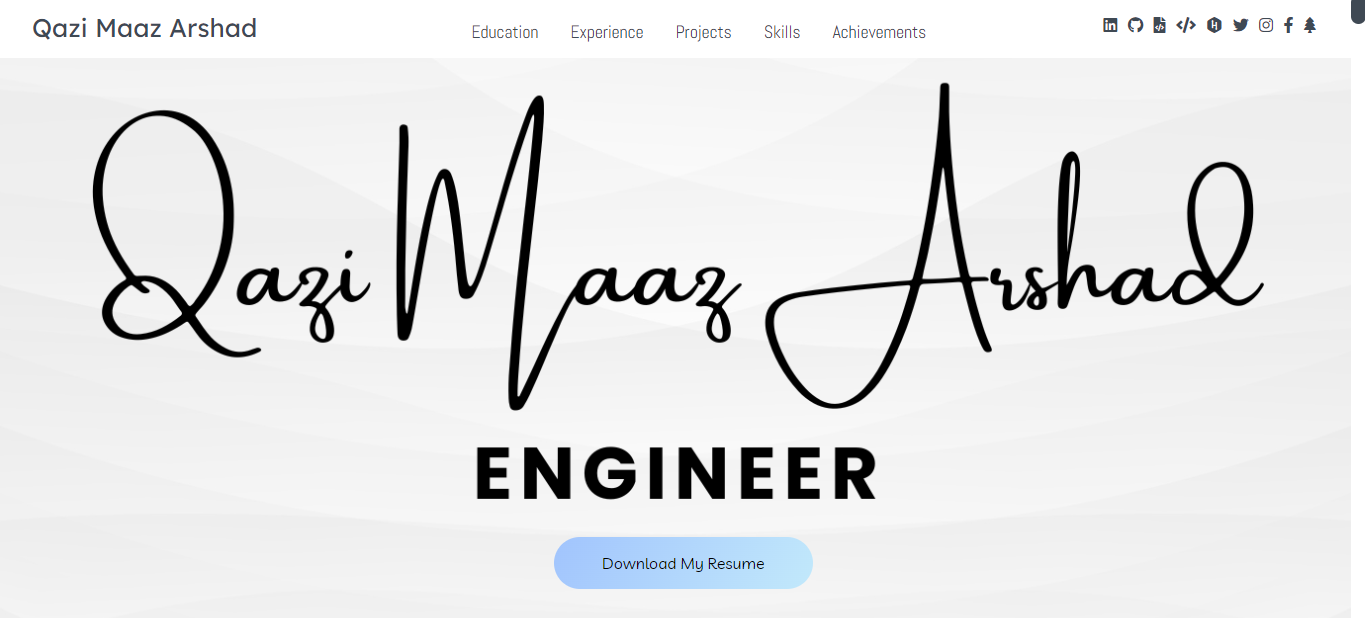 Qazi Maaz Arshad
Education Experience Projects Skills Achievements
Qazi Maaz Arshad
ENGINEER
Download My Resume